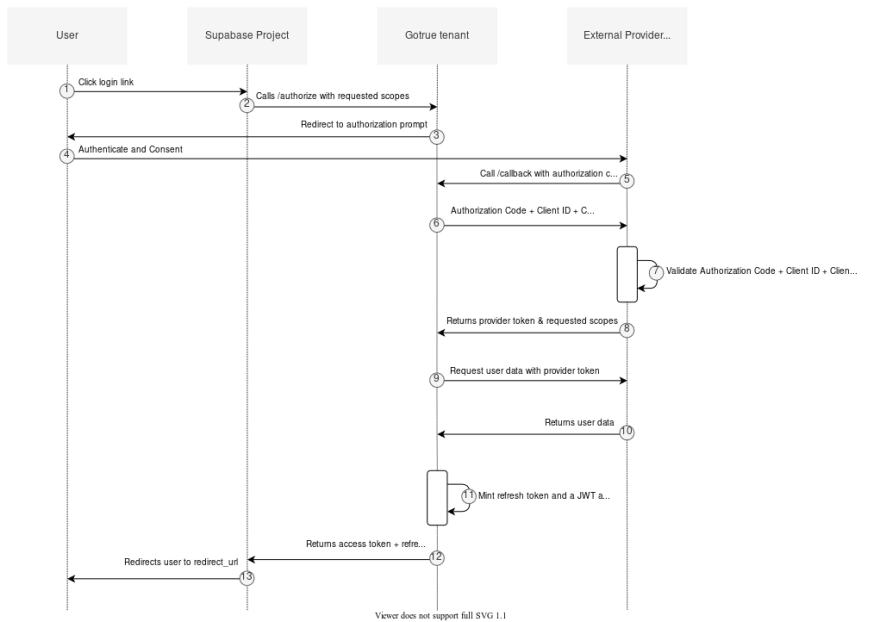 User
Supabase Project
Gotrue tenant
External Provider...
1
Click login link
2
Calls /authorize with requested scopes
Redirect to authorization prompt
3
4
Authenticate and Consent
Call /callback with authorization c...
5
6
Authorization Code + Client ID + C...
7
Validate Authorization Code + Client ID + Clien...
Returns provider token & requested scopes
8
9
Request user data with provider token
Returns user data
10
11
Mint refresh token and a JWT a...
Returns access token + refre...
12
Redirects user to redirect_url
13
Viewer does not support full SVG 1.1